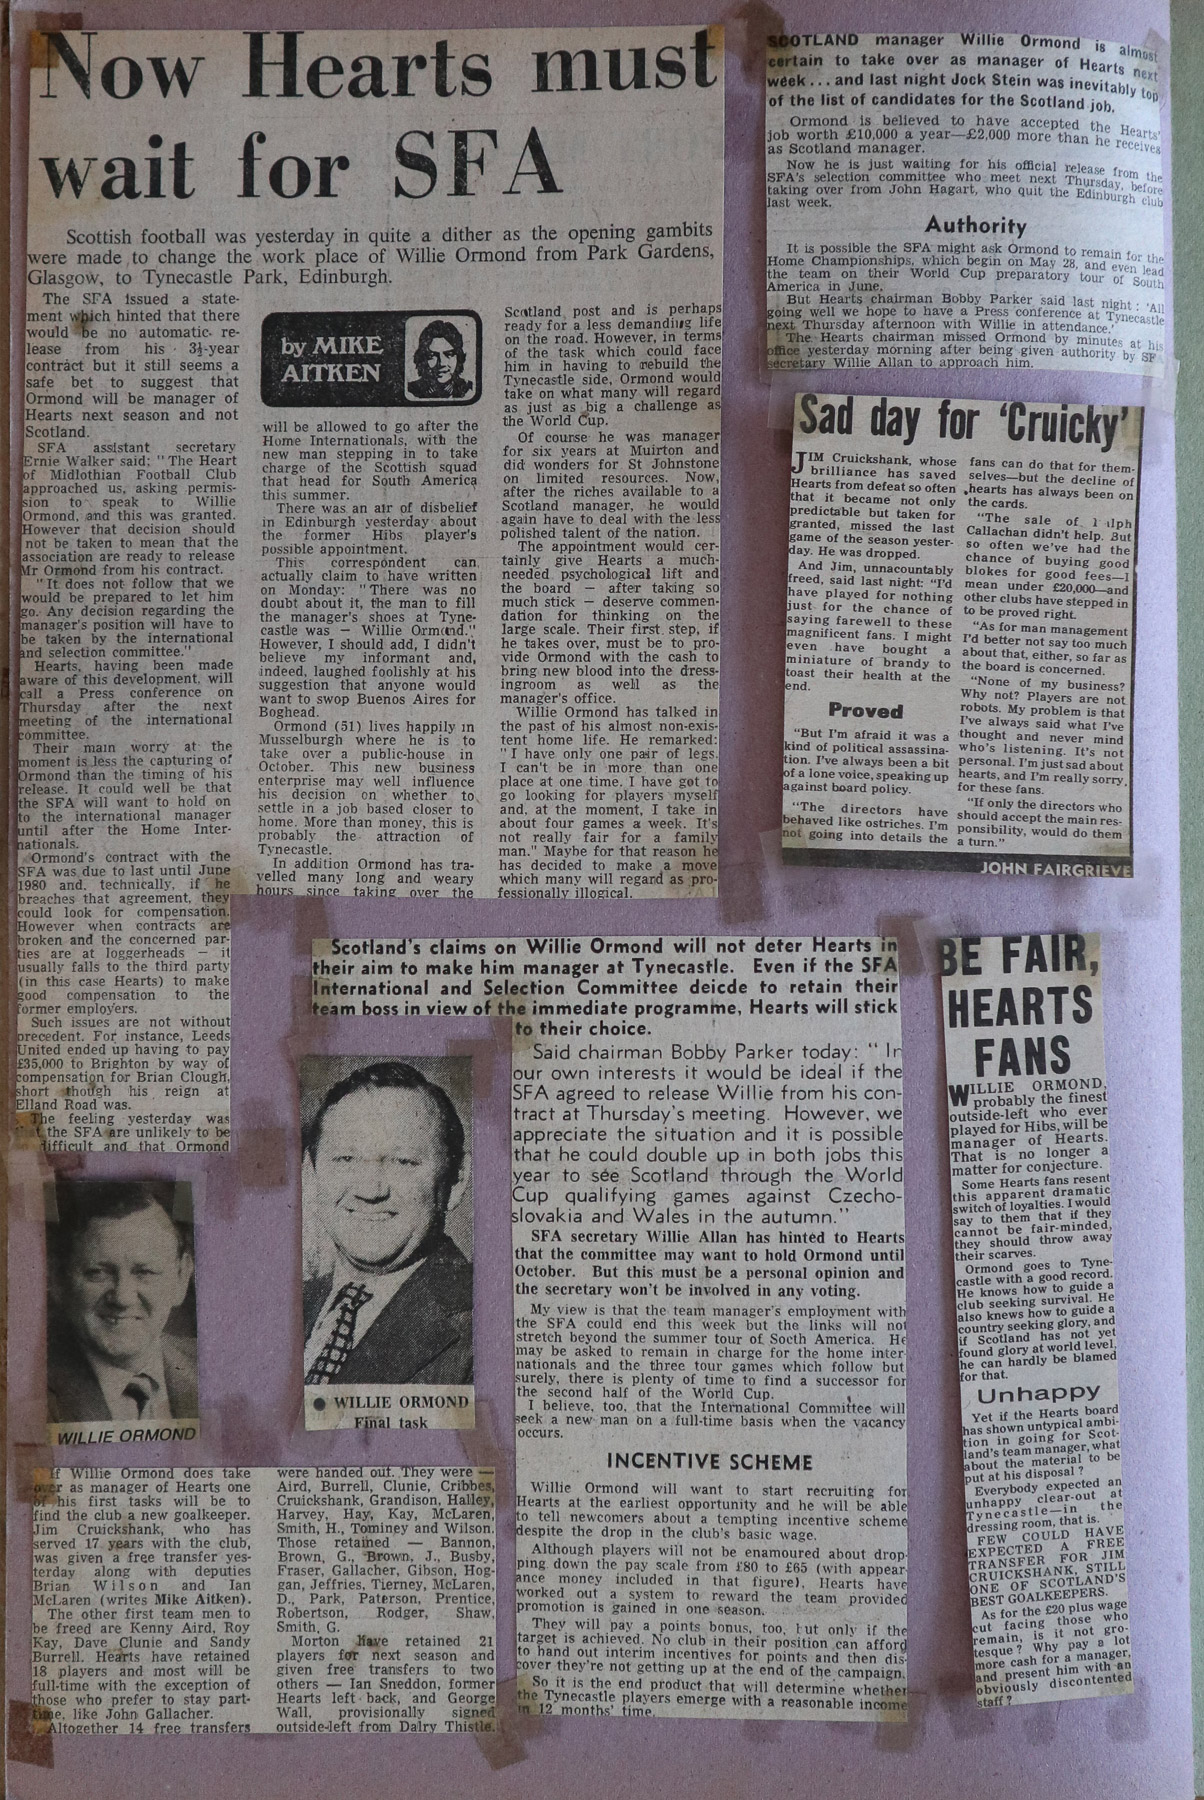 Now Hearts must
wait for SFA
Scottish football was yesterday in quite a dither as the opening gambits
were made to change the work place of Willie Ormond from Park Gardens,
Glasgow, to Tynecastle Park, Edinburgh.
The SFA issued a state-
ment which hinted that there
would be no automatic re-
lease from his 3½-year
contract but it still seems a
safe bet to suggest that
Ormond will be manager of
Hearts next season and not
Scotland.
SFA assistant secretary
Ernie Walker said: "The Heart
of Midlothian Football Club
approached us, asking permis-
sion to speak to Willie
Ormond, and this was granted.
However that decision should
not be taken to mean that the
association are ready to release
Mr Ormond from his contract.
"It does not follow that we
would be prepared to let him
go. Any decision regarding the
manager's position will have to
be taken by the international
and selection committee."
Hearts, having been made
aware of this development, will
call a Press conference on
Thursday after the next
meeting of the international
committee.
Their main worry at the
moment is less the capturing of
Ormond than the timing of his
release. It could well be that
the SFA will want to hold on
to the international manager
until after the Home Inter-
nationals.
Ormond's contract with the
SFA was due to last until June
1980 and, technically, if he
breaches that agreement, they
could look for compensation.
However when contracts are
broken and the concerned par-
ties are at loggerheads — it
usually falls to the third party
(in this case Hearts) to make
good compensation to the
former employers.
Such issues are not without
precedent. For instance, Leeds
United ended up having to pay
£35,000 to Brighton by way of
compensation for Brian Clough,
short though his reign at
Elland Road was.
The feeling yesterday was
the SFA are unlikely to be
difficult and that Ormond
by MIKE
AITKEN
will be allowed to go after the
Home Internationals, with the
new man stepping in to take
charge of the Scottish squad
that head for South America
this summer.
There was an air of disbelief
in Edinburgh yesterday about
the former Hibs player's
possible appointment.
This correspondent can
actually claim to have written
on Monday: "There was no
doubt about it, the man to fill
the manager's shoes at Tyne-
castle was — Willie Ormond."
However, I should add, I didn't
believe my informant and,
indeed, laughed foolishly at his
suggestion that anyone would
want to swop Buenos Aires for
Boghead.
Ormond (51) lives happily in
Musselburgh where he is to
take over a public-house in
October. This new business
enterprise may well influence
his decision on whether to
settle in a job based closer to
home. More than money, this is
probably the attraction of
Tynecastle.
In addition Ormond has tra-
velled many long and weary
hours since taking over the
Scotland post and is perhaps
ready for a less demanding life
on the road. However, in terms
of the task which could face
him in having to rebuild the
Tynecastle side, Ormond would
take on what many will regard
as just as big a challenge as
the World Cup.
Of course he was manager
for six years at Muirton and
did wonders for St Johnstone
on limited resources. Now,
after the riches available to a
Scotland manager, he would
again have to deal with the less
polished talent of the nation.
The appointment would cer-
tainly give Hearts a much-
needed psychological lift and
the board — after taking so
much stick — deserve commen-
dation for thinking on the
large scale. Their first step, if
he takes over, must be to pro-
vide Ormond with the cash to
bring new blood into the dress-
ingroom as well as the
manager's office.
Willie Ormond has talked in
the past of his almost non-exis-
tent home life. He remarked:
"I have only one pair of legs.
I can't be in more than one
place at one time. I have got to
go looking for players myself
and, at the moment, I take in
about four games a week. It's
not really fair for a family
man." Maybe for that reason he
has decided to make a move
which many will regard as pro-
fessionally illogical.
SCOTLAND manager Willie Ormond is almost
certain to take over as manager of Hearts next
week...and last night Jock Stein was inevitably top
of the list of candidates for the Scotland job.
Ormond is believed to have accepted the Hearts'
job worth £10,000 a year—£2,000 more than he receives
as Scotland manager.
Now he is just waiting for his official release from the
SFA's selection committee who meet next Thursday, before
taking over from John Hagart, who quit the Edinburgh club
last week.
Authority
It is possible the SFA might ask Ormond to remain for the
Home Championships, which begin on May 28, and even lead
the team on their World Cup preparatory tour of South
America in June.
But Hearts chairman Bobby Parker said last night: 'All
going well we hope to have a Press conference at Tynecastle
next Thursday afternoon with Willie in attendance.'
The Hearts chairman missed Ormond by minutes at his
office yesterday morning after being given authority by SF
secretary Willie Allan to approach him.
Sad day for 'Cruicky'
JIM Cruickshank, whose
brilliance has saved
Hearts from defeat so often
that it became not only
predictable but taken for
granted, missed the last
game of the season yester-
day. He was dropped.
And Jim, unaccountably
freed, said last night: "I'd
have played for nothing
just for the chance of
saying farewell to these
magnificent fans. I might
even have bought a
miniature of brandy to
toast their health at the
end.
Proved
"But I'm afraid it was a
kind of political assassina-
tion. I've always been a bit
of a lone voice, speaking up
against board policy.
"The directors have
behaved like ostriches. I'm
not going into details the
fans can do that for them-
selves—but the decline of
hearts has always been on
the cards.
"The sale of Ralph
Callachan didn't help. But
so often we've had the
chance of buying good
blokes for good fees—I
mean under £20,000—and
other clubs have stepped in
to be proved right.
"As for man management
I'd better not say too much
about that, either, so far as
the board is concerned.
"None of my business?
Why not? Players are not
robots. My problem is that
I've always said what I've
thought and never mind
who's listening. It's not
personal. I'm just sad about
hearts, and I'm really sorry,
for these fans.
"If only the directors who
should accept the main res-
ponsibility, would do them
a turn."
JOHN FAIRGRIEVE
Scotland's claims on Willie Ormond will not deter Hearts in
their aim to make him manager at Tynecastle. Even if the SFA
International and Selection Committee deicde to retain their
team boss in view of the immediate programme, Hearts will stick
to their choice.
Said chairman Bobby Parker today: "In
our own interests it would be ideal if the
SFA agreed to release Willie from his con-
tract at Thursday's meeting. However, we
appreciate the situation and it is possible
that he could double up in both jobs this
year to see Scotland through the World
Cup qualifying games against Czecho-
slovakia and Wales in the autumn."
SFA secretary Willie Allan has hinted to Hearts
that the committee may want to hold Ormond until
October. But this must be a personal opinion and
the secretary won't be involved in any voting.
My view is that the team manager's employment with
the SFA could end this week but the links will not
stretch beyond the summer tour of Socth America. He
may be asked to remain in charge for the home inter-
nationals and the three tour games which follow but
surely, there is plenty of time to find a successor for
the second half of the World Cup.
I believe, too, that the International Committee will
seek a new man on a full-time basis when the vacancy
occurs.
INCENTIVE SCHEME
Willie Ormond will want to start recruiting for
Hearts at the earliest opportunity and he will be able
to tell newcomers about a tempting incentive scheme
despite the drop in the club's basic wage.
Although players will not be enamoured about drop-
ping down the pay scale from £80 to £65 (with appear-
ance money included in that figure), Hearts have
worked out a system to reward the team provided
promotion is gained in one season.
They will pay a points bonus, too, but only if the
target is achieved. No club in their position can afford
to hand out interim incentives for points and then dis-
cover they're not getting up at the end of the campaign.
So it is the end product that will determine whether
the Tynecastle players emerge with a reasonable income
in 12 months' time.
BE FAIR,
HEARTS
FANS
WILLIE ORMOND,
probably the finest
outside-left who ever
played for Hibs, will be
manager of Hearts.
That is no longer a
matter for conjecture.
Some Hearts fans resent
this apparent dramatic
switch of loyalties. I would
say to them that if they
cannot be fair-minded,
they should throw away
their scarves.
Ormond goes to Tyne-
castle with a good record.
He knows how to guide a
club seeking survival. He
also knows how to guide a
country seeking glory, and
if Scotland has not yet
found glory at world level,
he can hardly be blamed
for that.
Unhappy
Yet if the Hearts board
has shown untypical ambi-
tion in going for Scot-
land's team manager, what
about the material to be
put at his disposal?
Everybody expected an
unhappy clear-out at
Tynecastle—in the
dressing room, that is.
FEW COULD HAVE
EXPECTED A FREE
TRANSFER FOR JIM
CRUICKSHANK, STILL
ONE OF SCOTLAND'S
BEST GOALKEEPERS.
As for the £20 plus wage
cut facing those who
remain, is it not gro-
tesque? Why pay a lot
more cash for a manager,
and present him with an
obviously discontented
staff?
WILLIE ORMOND
● WILLIE ORMOND
Final task
If Willie Ormond does take
over as manager of Hearts one
of his first tasks will be to
find the club a new goalkeeper.
Jim Cruickshank, who has
served 17 years with the club,
was given a free transfer yes-
terday along with deputies
Brian Wilson and Ian
McLaren (writes Mike Aitken).
The other first team men to
be freed are Kenny Aird, Roy
Kay, Dave Clunie and Sandy
Burrell. Hearts have retained
18 players and most will be
full-time with the exception of
those who prefer to stay part-
time, like John Gallacher.
Altogether 14 free transfers
were handed out. They were —
Aird, Burrell, Clunie, Cribbes,
Cruickshank, Grandison, Halley,
Harvey, Hay, Kay, McLaren,
Smith, H., Tominey and Wilson.
Those retained — Bannon,
Brown, G., Brown, J., Busby,
Fraser, Gallacher, Gibson, Hog-
gan, Jeffries, Tierney, McLaren,
D., Park, Paterson, Prentice,
Robertson, Rodger, Shaw,
Smith, G.
Morton have retained 21
players for next season and
given free transfers to two
others — Ian Sneddon, former
Hearts left back, and George
Wall, provisionally signed
outside-left from Dalry Thistle.